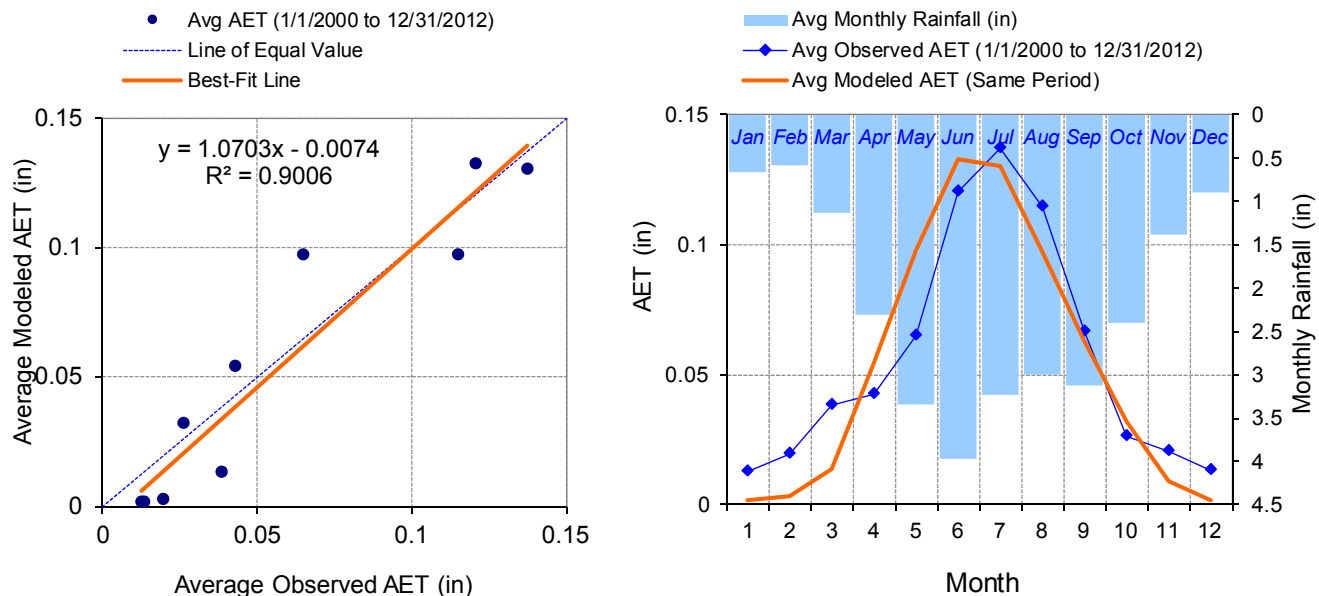 Avg AET (1/1/2000 to 12/31/2012)
Line of Equal Value
Best-Fit Line
y = 1.0703x - 0.0074
R² = 0.9006
0.15
0.1
0.05
0
0 0.05 0.1 0.15
Average Modeled AET (in)
Average Observed AET (in)
Avg Monthly Rainfall (in)
Avg Observed AET (1/1/2000 to 12/31/2012)
Avg Modeled AET (Same Period)
Jan Feb Mar Apr May Jun Jul Aug Sep Oct Nov Dec
0.15
0.1
0.05
0
AET (in)
0
0.5
1
1.5
2
2.5
3
3.5
4
4.5
Monthly Rainfall (in)
1 2 3 4 5 6 7 8 9 10 11 12
Month